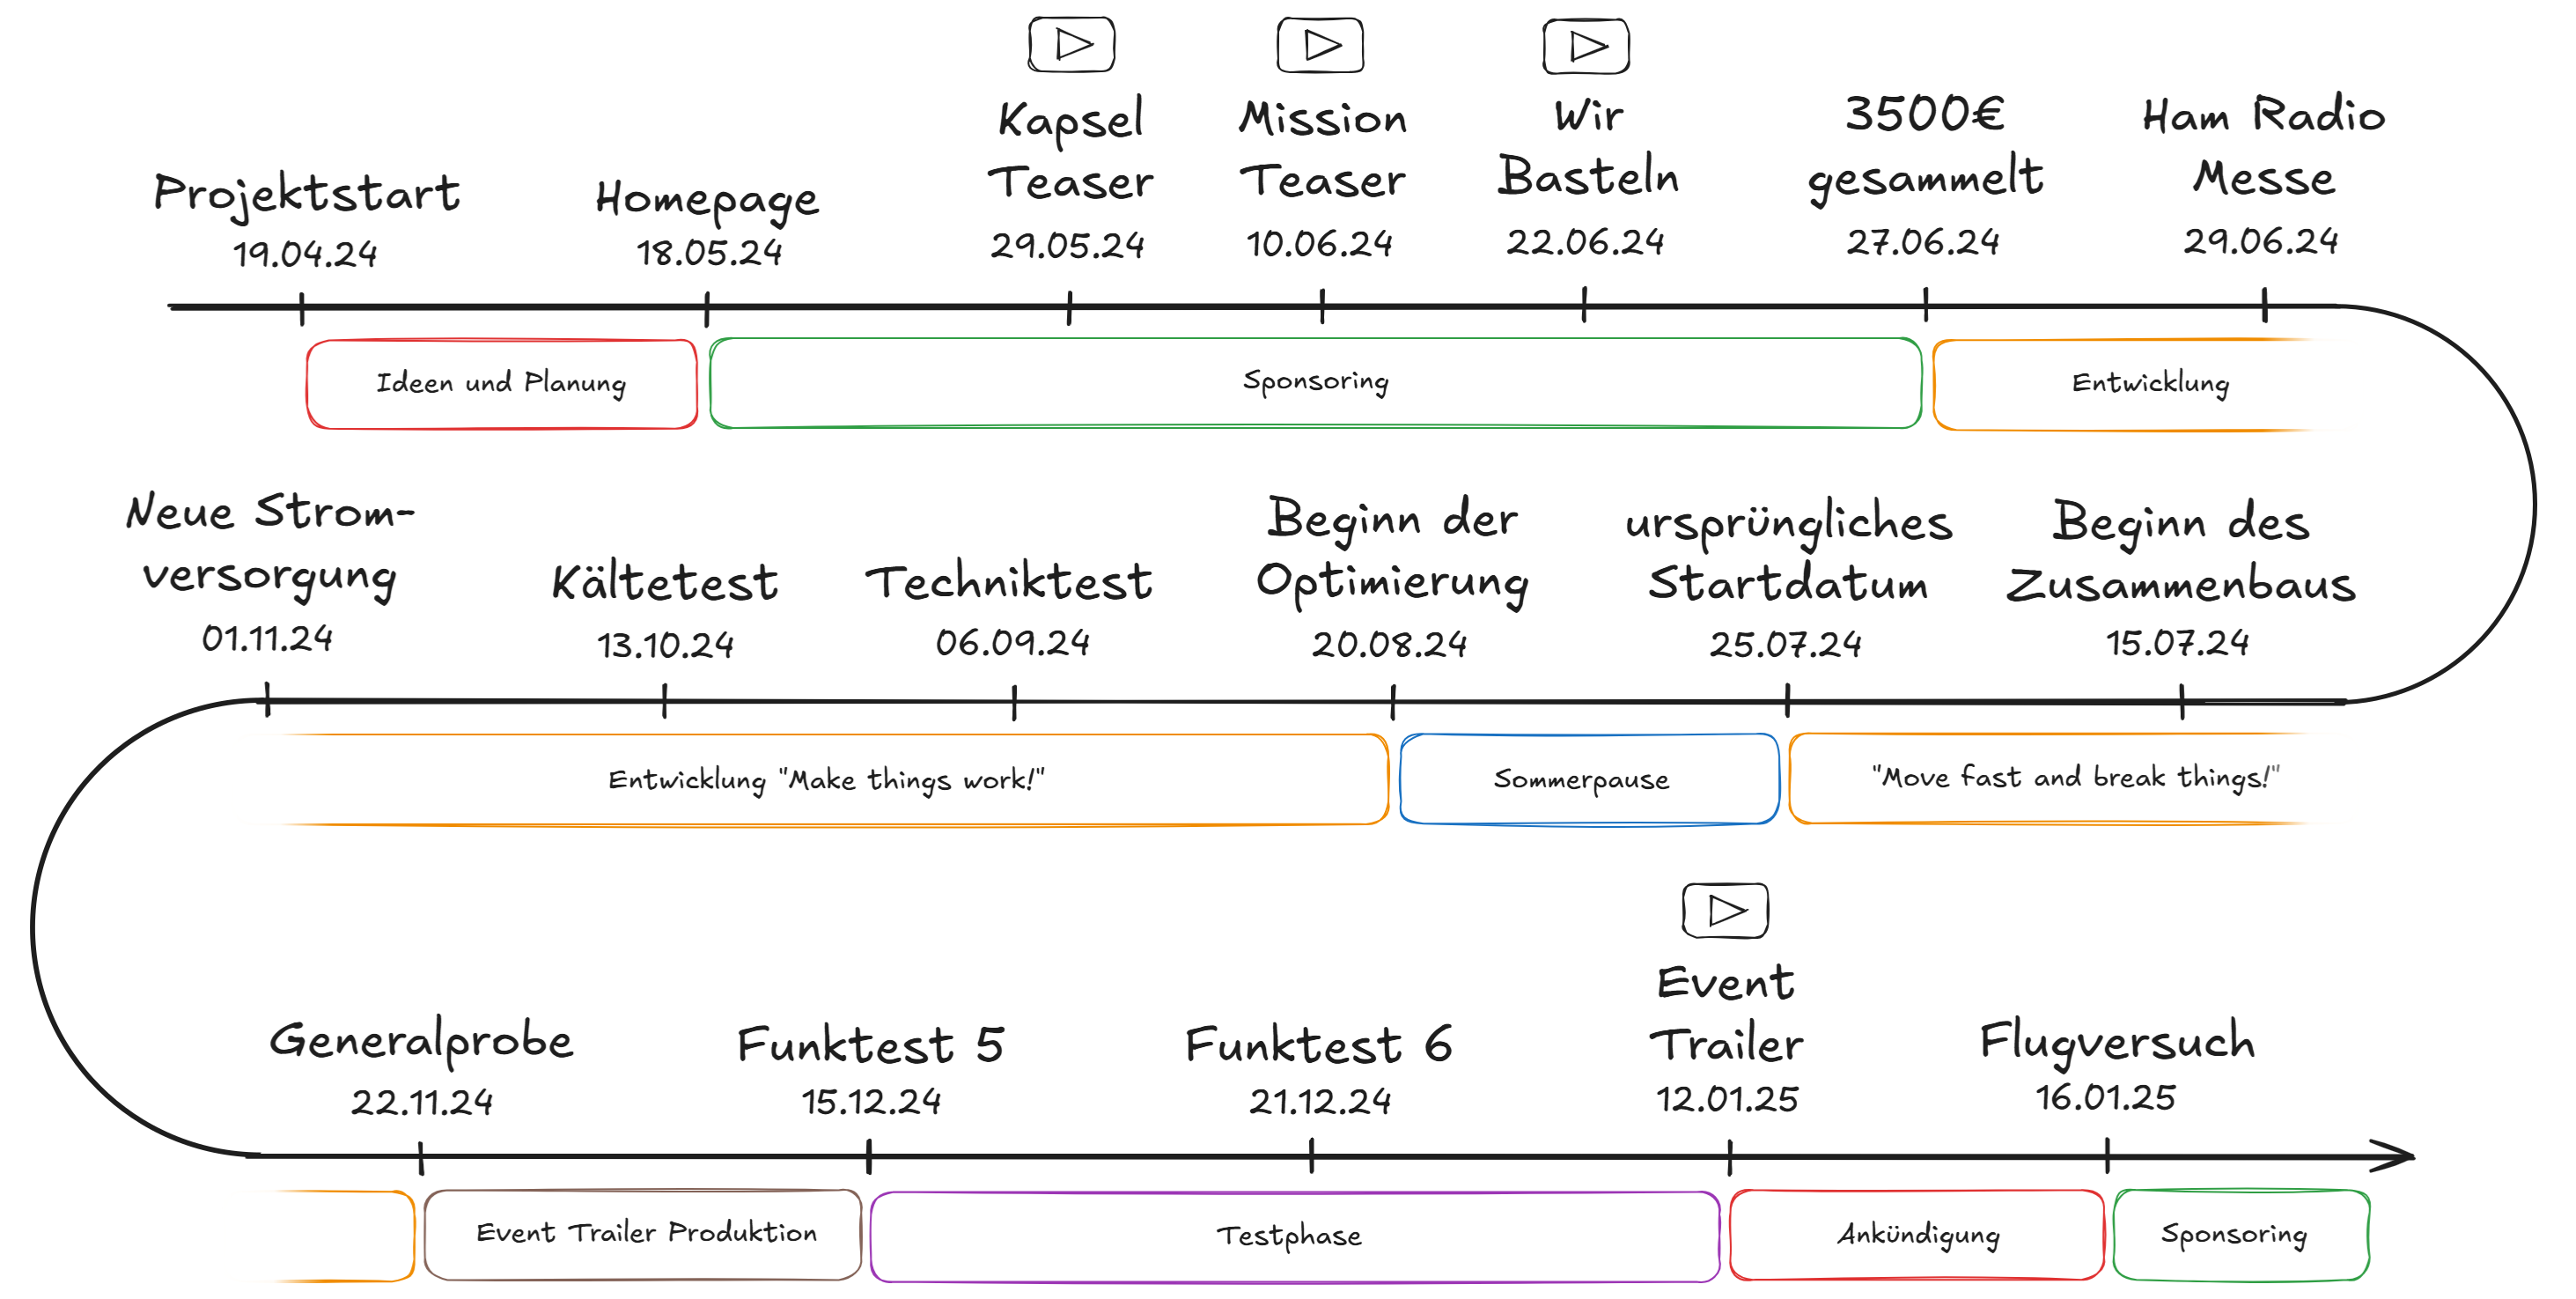 Projektstart
19.04.24
Homepage
18.05.24
Kapsel
Teaser
29.05.24
Mission
Teaser
10.06.24
Wir
Basteln
22.06.24
3500€
gesammelt
27.06.24
Ham Radio
Messe
29.06.24
Ideen und Planung
Sponsoring
Entwicklung
Neue Strom-
versorgung
01.11.24
Kältetest
13.10.24
Techniktest
06.09.24
Beginn der
Optimierung
20.08.24
ursprüngliches
Startdatum
25.07.24
Beginn des
Zusammenbaus
15.07.24
Entwicklung "Make things work!"
Sommerpause
"Move fast and break things!"
Generalprobe
22.11.24
Funktest 5
15.12.24
Funktest 6
21.12.24
Event
Trailer
12.01.25
Flugversuch
16.01.25
Event Trailer Produktion
Testphase
Ankündigung
Sponsoring